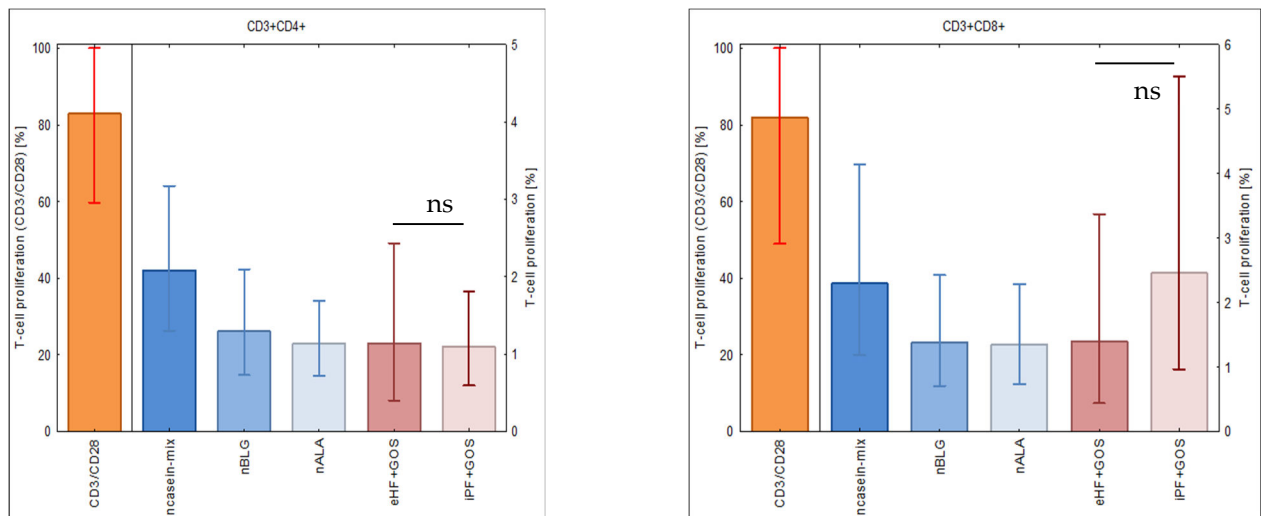 CD3+CD4+
T-cell proliferation (CD3/CD28) [%]
100
80
60
40
20
0
ns
5
4
3
2
1
0
T-cell proliferation [%]
CD3/CD28
ncasein-mix
nBLG
nALA
eHF+GOS
iPF+GOS
CD3+CD8+
T-cell proliferation (CD3/CD28) [%]
100
80
60
40
20
0
ns
6
5
4
3
2
1
0
T-cell proliferation [%]
CD3/CD28
ncasein-mix
nBLG
nALA
eHF+GOS
iPF+GOS